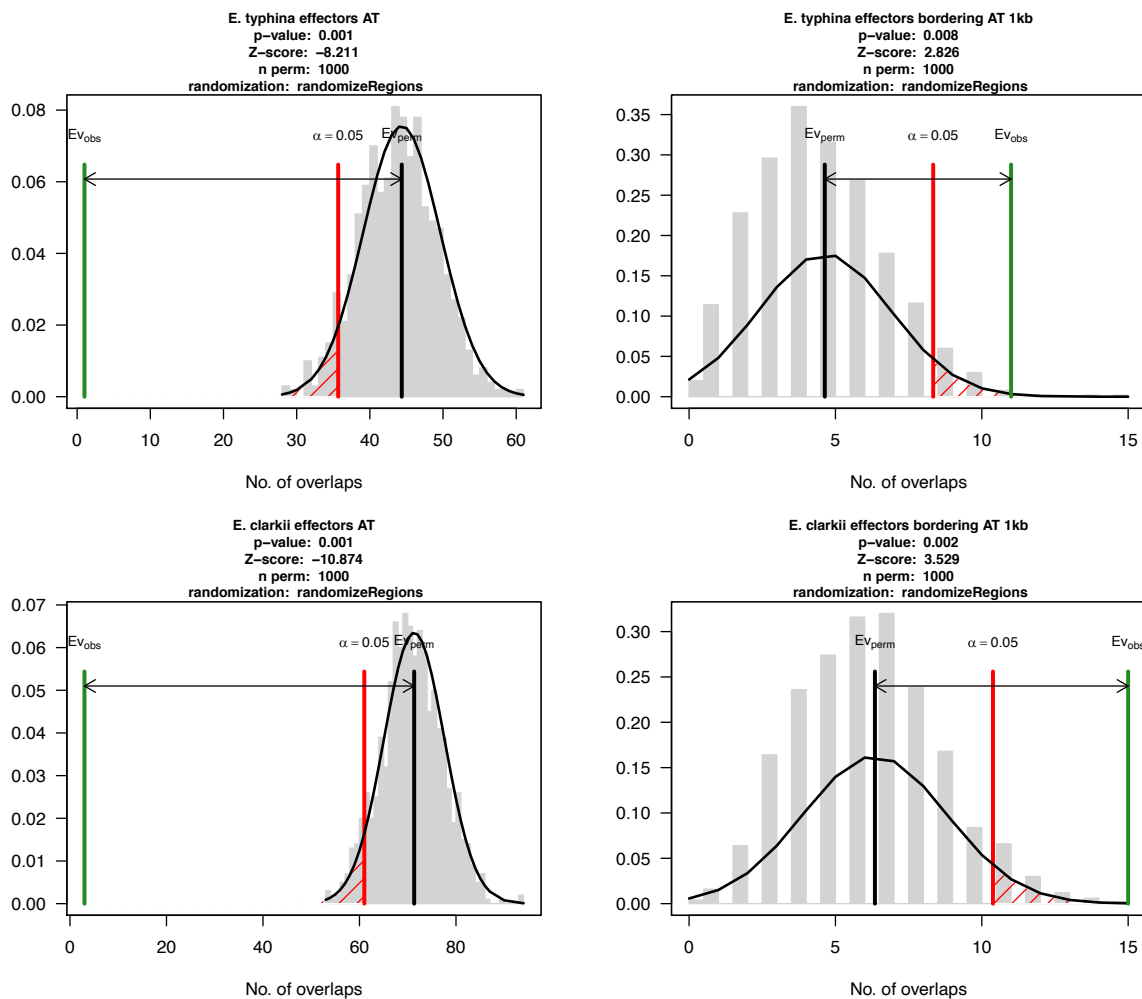 E. typhina effectors AT
p−value: 0.001
Z−score: −8.211
n perm: 1000
randomization: randomizeRegions
Evobs
α = 0.05
Evperm
0.08
0.06
0.04
0.02
0.00
0 10 20 30 40 50 60
No. of overlaps
E. typhina effectors bordering AT 1kb
p−value: 0.008
Z−score: 2.826
n perm: 1000
randomization: randomizeRegions
Evperm
α = 0.05
Evobs
0.35
0.30
0.25
0.20
0.15
0.10
0.05
0.00
0 5 10 15
No. of overlaps
E. clarkii effectors AT
p−value: 0.001
Z−score: −10.874
n perm: 1000
randomization: randomizeRegions
Evobs
α = 0.05
Evperm
0.07
0.06
0.05
0.04
0.03
0.02
0.01
0.00
0 20 40 60 80
No. of overlaps
E. clarkii effectors bordering AT 1kb
p−value: 0.002
Z−score: 3.529
n perm: 1000
randomization: randomizeRegions
Evperm
α = 0.05
Evobs
0.30
0.25
0.20
0.15
0.10
0.05
0.00
0 5 10 15
No. of overlaps